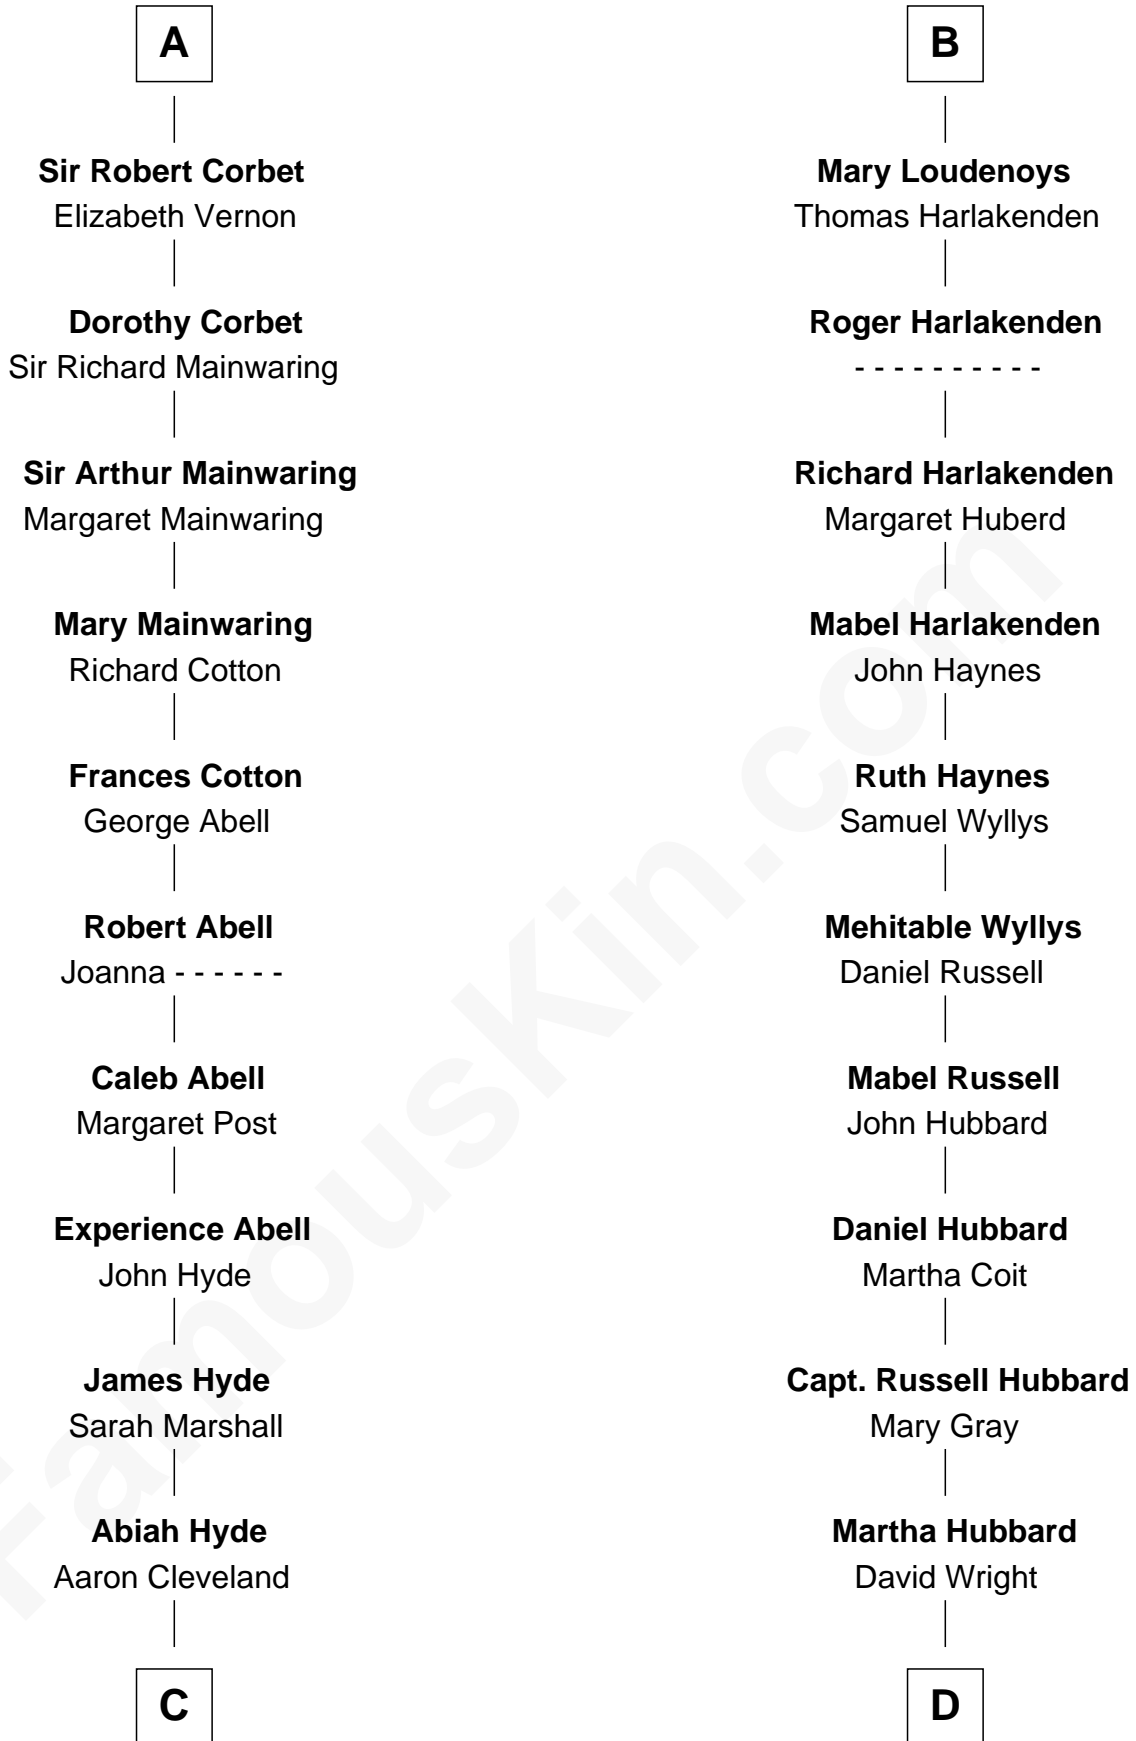 A
Sir Robert Corbet
Elizabeth Vernon
Dorothy Corbet
Sir Richard Mainwaring
Sir Arthur Mainwaring
Margaret Mainwaring
Mary Mainwaring
Richard Cotton
Frances Cotton
George Abell
Robert Abell
Joanna - - - - - -
Caleb Abell
Margaret Post
Experience Abell
John Hyde
James Hyde
Sarah Marshall
Abiah Hyde
Aaron Cleveland
C
B
Mary Loudenoys
Thomas Harlakenden
Roger Harlakenden
- - - - - - - - - -
Richard Harlakenden
Margaret Huberd
Mabel Harlakenden
John Haynes
Ruth Haynes
Samuel Wyllys
Mehitable Wyllys
Daniel Russell
Mabel Russell
John Hubbard
Daniel Hubbard
Martha Coit
Capt. Russell Hubbard
Mary Gray
Martha Hubbard
David Wright
D
FamousKin.com